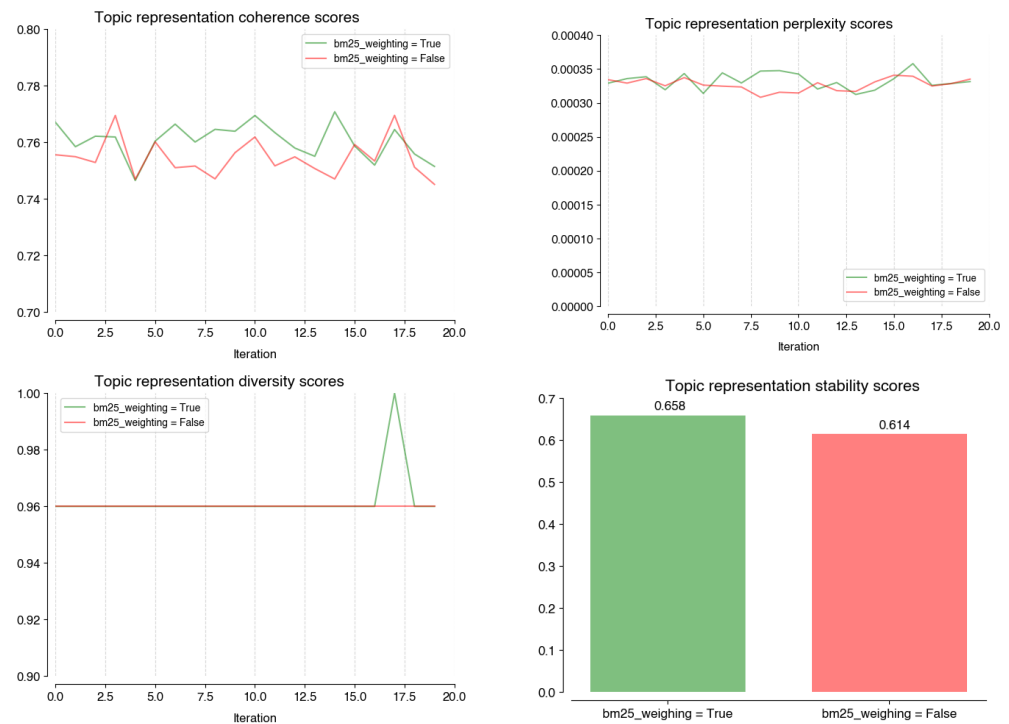 Topic representation coherence scores
0.80
0.78
0.76
0.74
0.72
0.70
bm25_weighting = True
bm25_weighting = False
0.0 2.5 5.0 7.5 10.0 12.5 15.0 17.5 20.0
Iteration
Topic representation perplexity scores
0.00040
0.00035
0.00030
0.00025
0.00020
0.00015
0.00010
0.00005
0.00000
bm25_weighting = True
bm25_weighting = False
0.0 2.5 5.0 7.5 10.0 12.5 15.0 17.5 20.0
Iteration
Topic representation diversity scores
1.00
0.98
0.96
0.94
0.92
0.90
bm25_weighting = True
bm25_weighting = False
0.0 2.5 5.0 7.5 10.0 12.5 15.0 17.5 20.0
Iteration
Topic representation stability scores
0.7
0.6
0.5
0.4
0.3
0.2
0.1
0.0
0.658
0.614
bm25_weighing = True bm25_weighing = False